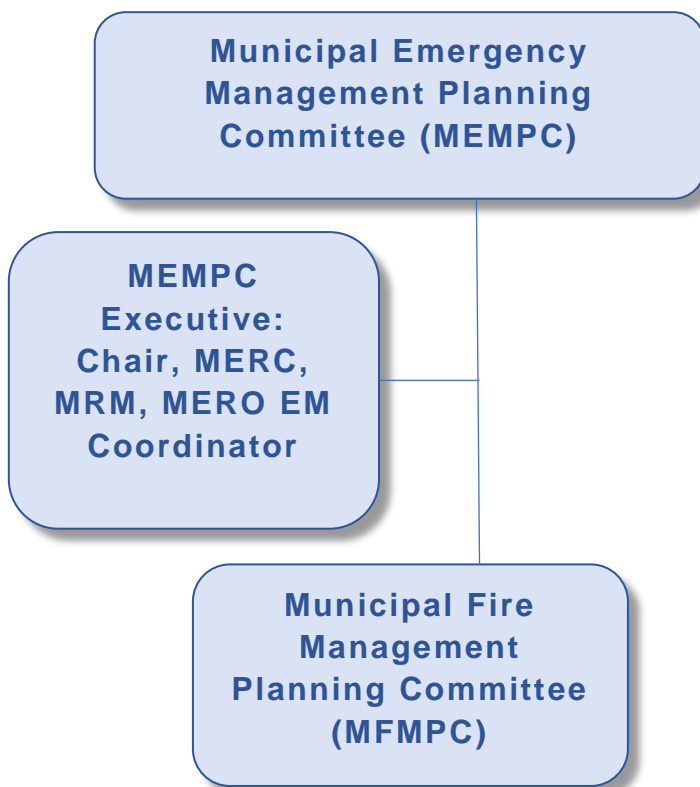 Municipal Emergency
Management Planning
Committee (MEMPC)
MEMPC
Executive:
Chair, MERC,
MRM, MERO EM
Coordinator
Municipal Fire
Management
Planning Committee
(MFMPC)